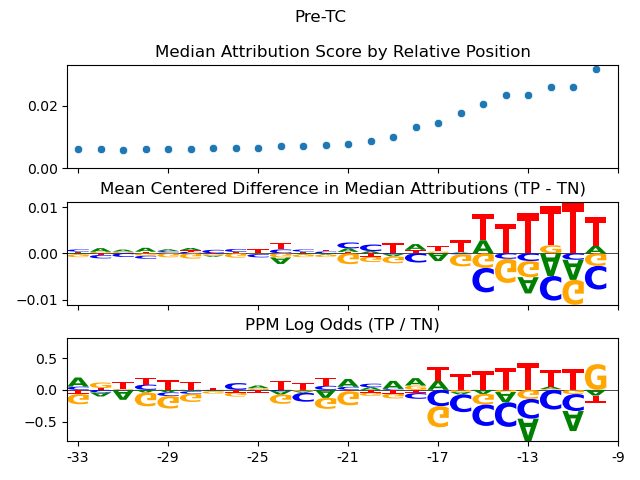 Pre-TC
Median Attribution Score by Relative Position
0.02
0.00
Mean Centered Difference in Median Attributions (TP - TN)
0.01
0.00
−0.01
PPM Log Odds (TP / TN)
0.5
0.0
−0.5
-33 -29 -25 -21 -17 -13 -9